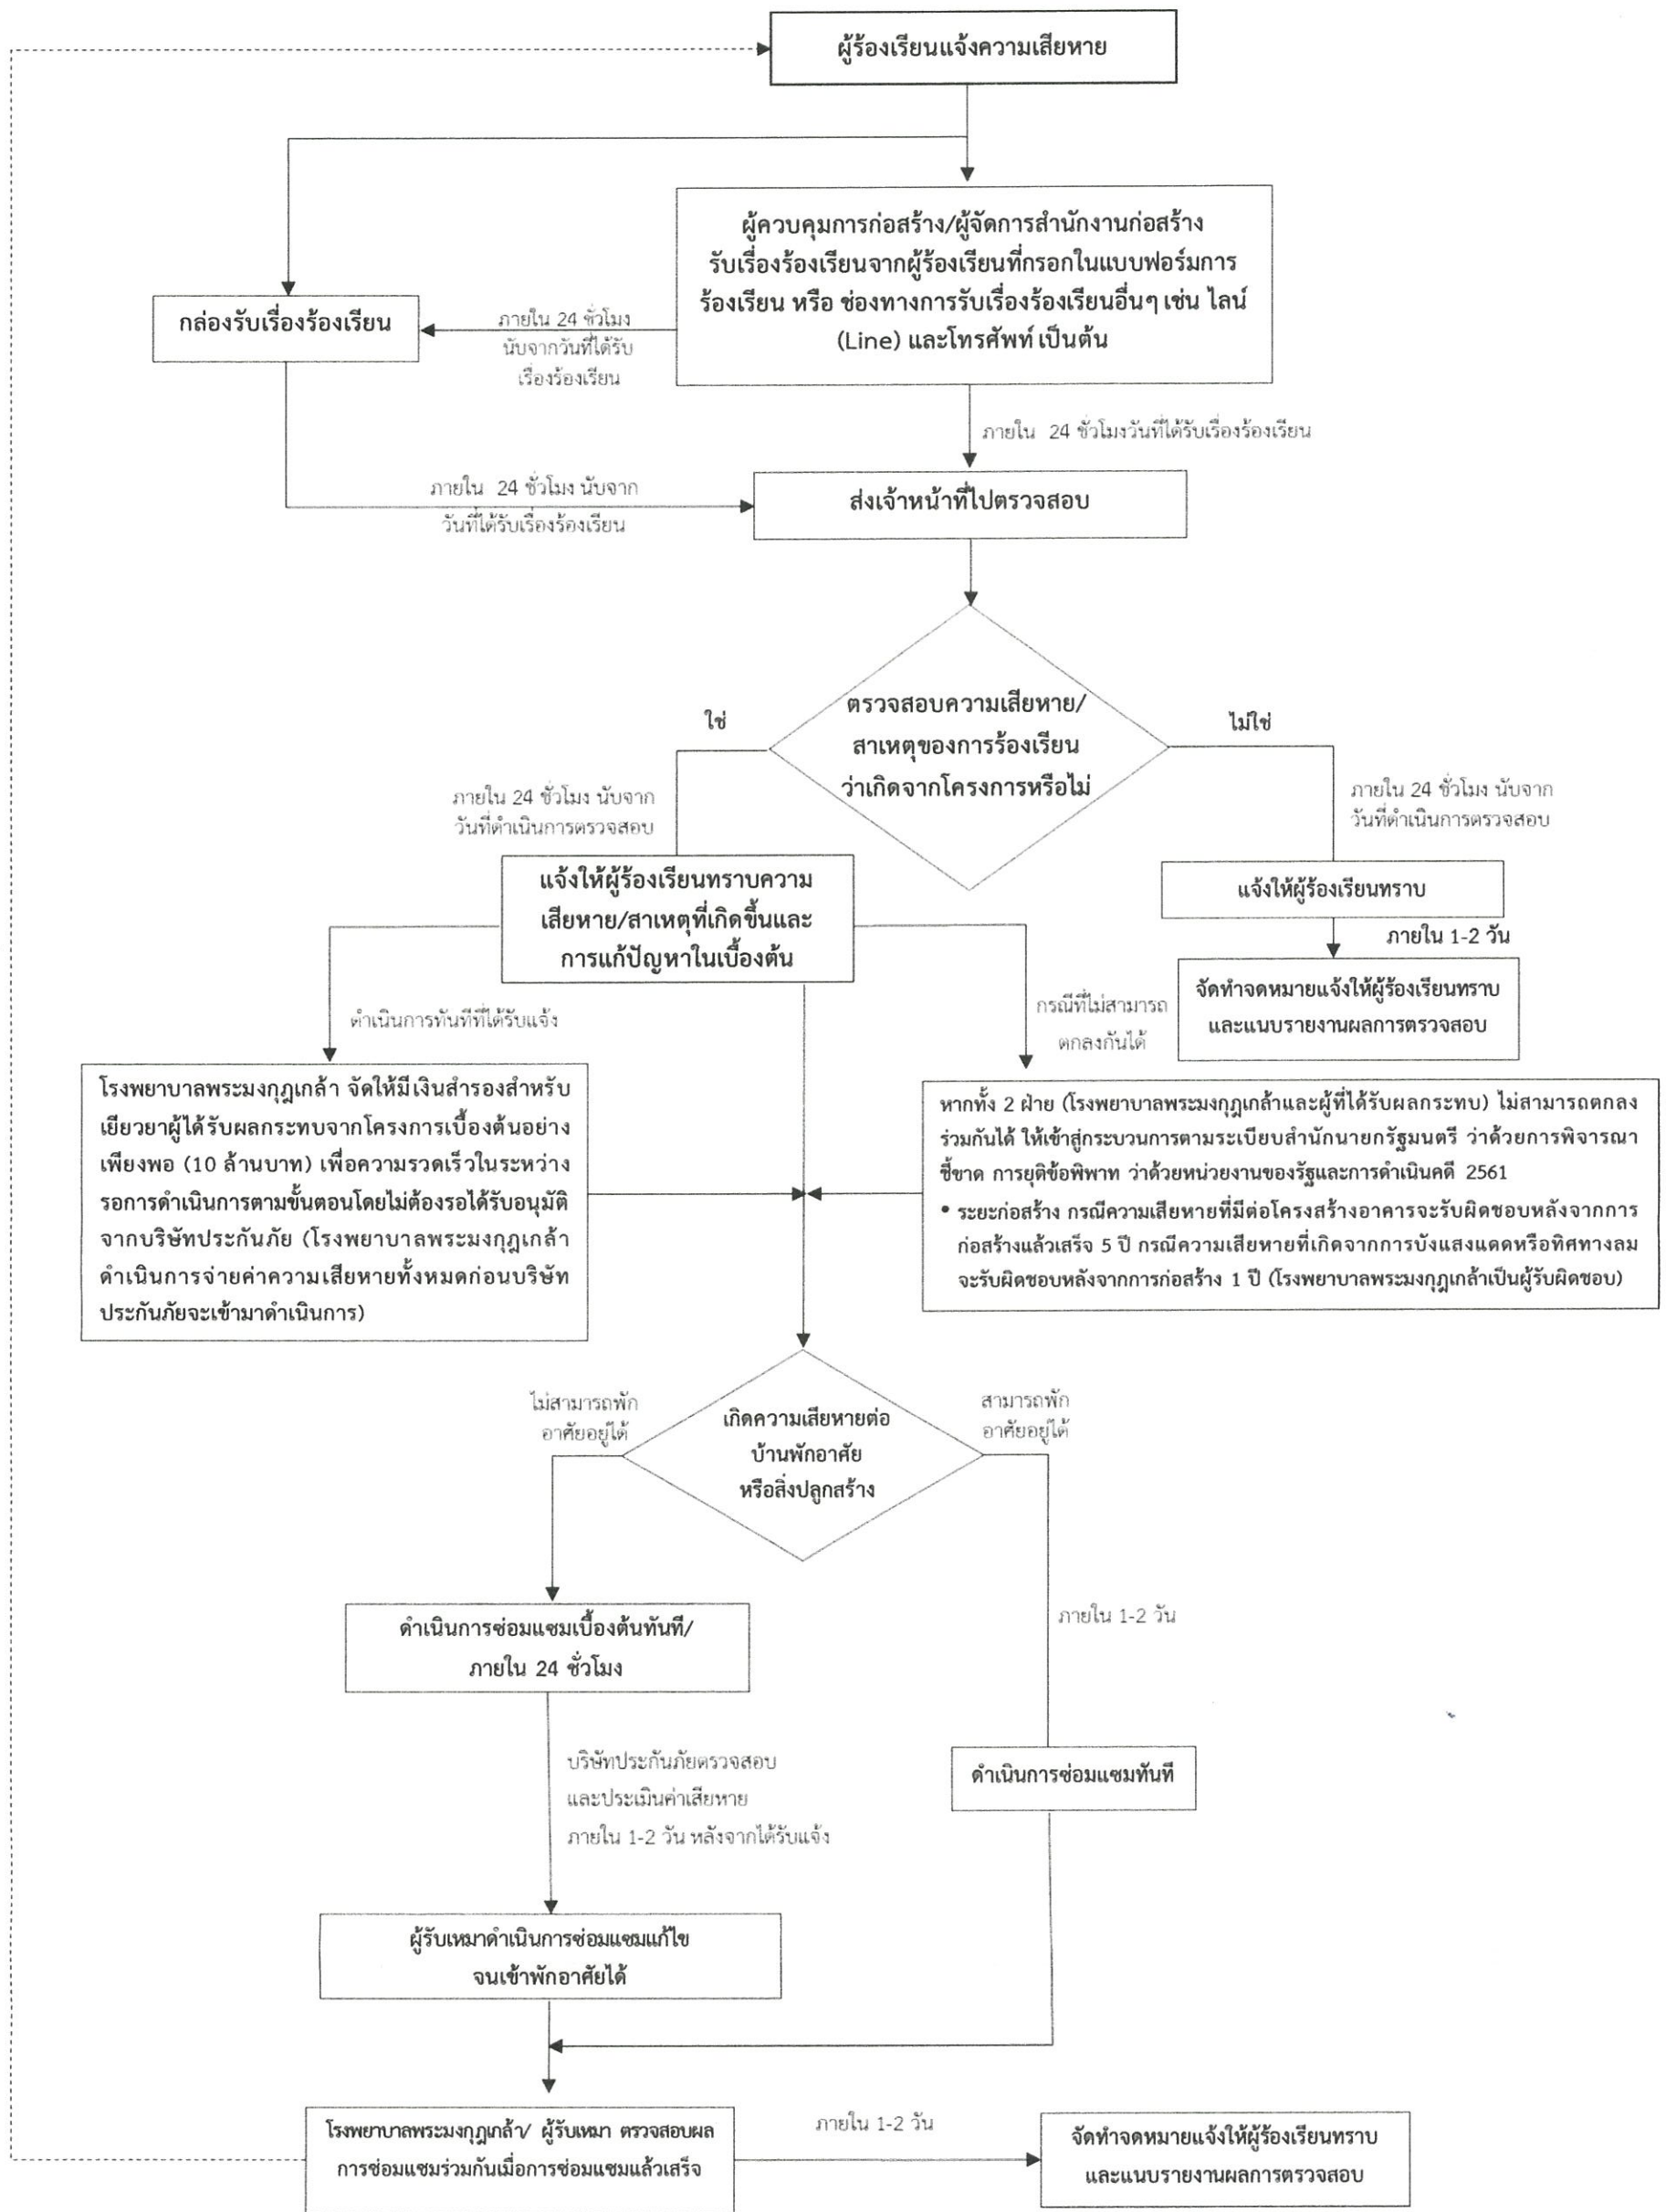 ผู้ร้องเรียนแจ้งความเสียหาย
ผู้ควบคุมการก่อสร้าง/ผู้จัดการสำนักงานก่อสร้าง
รับเรื่องร้องเรียนจากผู้ร้องเรียนที่กรอกในแบบฟอร์มการ
ร้องเรียน หรือ ช่องทางการรับเรื่องร้องเรียนอื่นๆ เช่น ไลน์
(Line) และโทรศัพท์ เป็นต้น
กล่องรับเรื่องร้องเรียน
ภายใน 24 ชั่วโมง
นับจากวันที่ได้รับ
เรื่องร้องเรียน
ภายใน 24 ชั่วโมงวันที่ได้รับเรื่องร้องเรียน
ภายใน 24 ชั่วโมง นับจาก
วันที่ได้รับเรื่องร้องเรียน
ส่งเจ้าหน้าที่ไปตรวจสอบ
ตรวจสอบความเสียหาย/
สาเหตุของการร้องเรียน
ว่าเกิดจากโครงการหรือไม่
ใช่
ไม่ใช่
ภายใน 24 ชั่วโมง นับจาก
วันที่ดำเนินการตรวจสอบ
ภายใน 24 ชั่วโมง นับจาก
วันที่ดำเนินการตรวจสอบ
แจ้งให้ผู้ร้องเรียนทราบความ
เสียหาย/สาเหตุที่เกิดขึ้นและ
การแก้ปัญหาในเบื้องต้น
แจ้งให้ผู้ร้องเรียนทราบ
ภายใน 1-2 วัน
จัดทำจดหมายแจ้งให้ผู้ร้องเรียนทราบ
และแนบรายงานผลการตรวจสอบ
ดำเนินการทันทีที่ได้รับแจ้ง
กรณีที่ไม่สามารถ
ตกลงกันได้
โรงพยาบาลพระมงกุฎเกล้า จัดให้มีเงินสำรองสำหรับ
เยียวยาผู้ได้รับผลกระทบจากโครงการเบื้องต้นอย่าง
เพียงพอ (10 ล้านบาท) เพื่อความรวดเร็วในระหว่าง
รอการดำเนินการตามขั้นตอนโดยไม่ต้องรอได้รับอนุมัติ
จากบริษัทประกันภัย (โรงพยาบาลพระมงกุฎเกล้า
ดำเนินการจ่ายค่าความเสียหายทั้งหมดก่อนบริษัท
ประกันภัยจะเข้ามาดำเนินการ)
หากทั้ง 2 ฝ่าย (โรงพยาบาลพระมงกุฎเกล้าและผู้ที่ได้รับผลกระทบ) ไม่สามารถตกลง
ร่วมกันได้ ให้เข้าสู่กระบวนการตามระเบียบสำนักนายกรัฐมนตรี ว่าด้วยการพิจารณา
ชี้ขาด การยุติข้อพิพาท ว่าด้วยหน่วยงานของรัฐและการดำเนินคดี 2561
• ระยะก่อสร้าง กรณีความเสียหายที่มีต่อโครงสร้างอาคารจะรับผิดชอบหลังจากการ
ก่อสร้างแล้วเสร็จ 5 ปี กรณีความเสียหายที่เกิดจากการบังแสงแดดหรือทิศทางลม
จะรับผิดชอบหลังจากการก่อสร้าง 1 ปี (โรงพยาบาลพระมงกุฎเกล้าเป็นผู้รับผิดชอบ)
ไม่สามารถพัก
อาศัยอยู่ได้
เกิดความเสียหายต่อ
บ้านพักอาศัย
หรือสิ่งปลูกสร้าง
สามารถพัก
อาศัยอยู่ได้
ดำเนินการซ่อมแซมเบื้องต้นทันที/
ภายใน 24 ชั่วโมง
ภายใน 1-2 วัน
บริษัทประกันภัยตรวจสอบ
และประเมินค่าเสียหาย
ภายใน 1-2 วัน หลังจากได้รับแจ้ง
ดำเนินการซ่อมแซมทันที
ผู้รับเหมาดำเนินการซ่อมแซมแก้ไข
จนเข้าพักอาศัยได้
โรงพยาบาลพระมงกุฎเกล้า/ ผู้รับเหมา ตรวจสอบผล
การซ่อมแซมร่วมกันเมื่อการซ่อมแซมแล้วเสร็จ
ภายใน 1-2 วัน
จัดทำจดหมายแจ้งให้ผู้ร้องเรียนทราบ
และแนบรายงานผลการตรวจสอบ